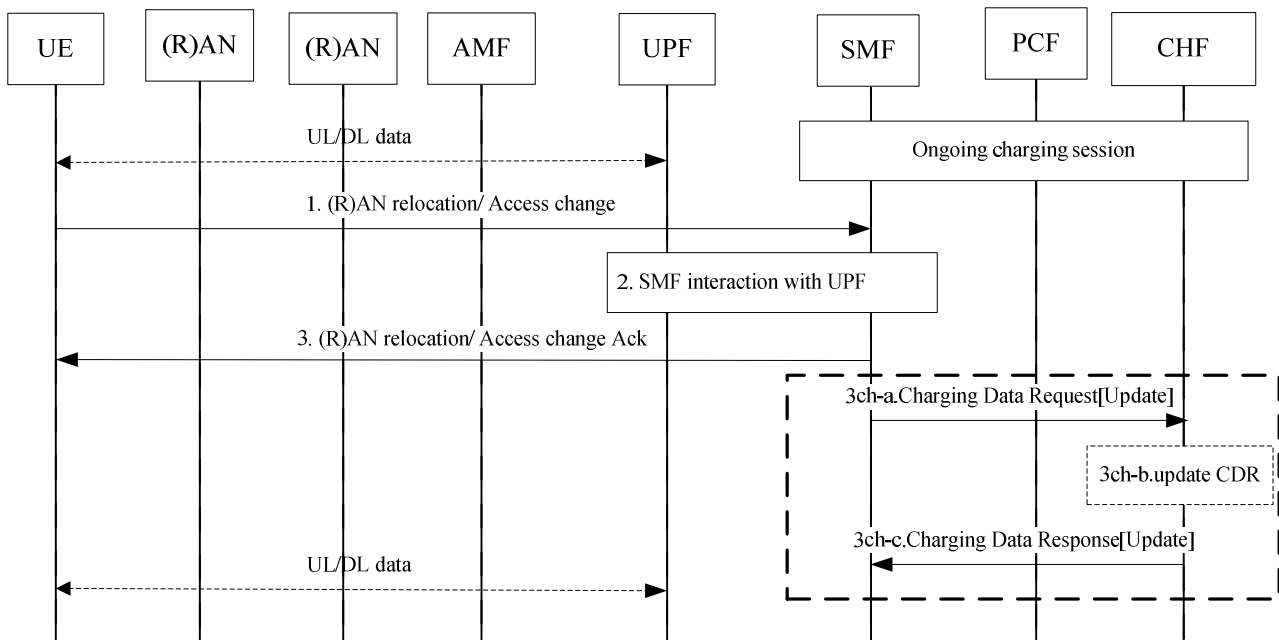 UE
(R)AN
(R)AN
AMF
UPF
SMF
PCF
CHF
UL/DL data
Ongoing charging session
1. (R)AN relocation/ Access change
2. SMF interaction with UPF
3. (R)AN relocation/ Access change Ack
3ch-a.Charging Data Request[Update]
3ch-b.update CDR
3ch-c.Charging Data Response[Update]
UL/DL data